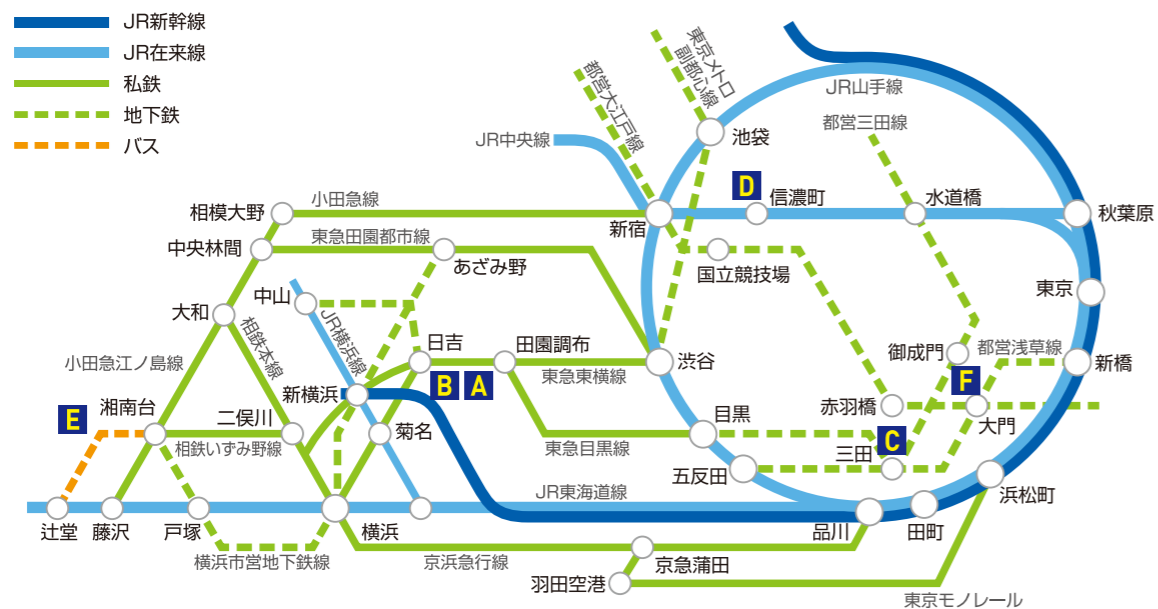 JR新幹線
JR在来線
私鉄
地下鉄
バス
東京メトロ
副都心線
都営大江戸線
JR山手線
JR中央線
池袋
都営三田線
D
信濃町
水道橋
秋葉原
小田急線
相模大野
新宿
中央林間
東急田園都市線
あざみ野
国立競技場
中山
東京
大和
JR横浜線
相鉄本線
日吉
田園調布
御成門
都営浅草線
小田急江ノ島線
渋谷
新橋
新横浜
B
A
東急東横線
F
湘南台
赤羽橋
大門
E
二俣川
菊名
目黒
C
相鉄いずみ野線
東急目黒線
三田
五反田
浜松町
JR東海道線
辻堂
藤沢
戸塚
横浜
品川
田町
横浜市営地下鉄線
京浜急行線
京急蒲田
羽田空港
東京モノレール